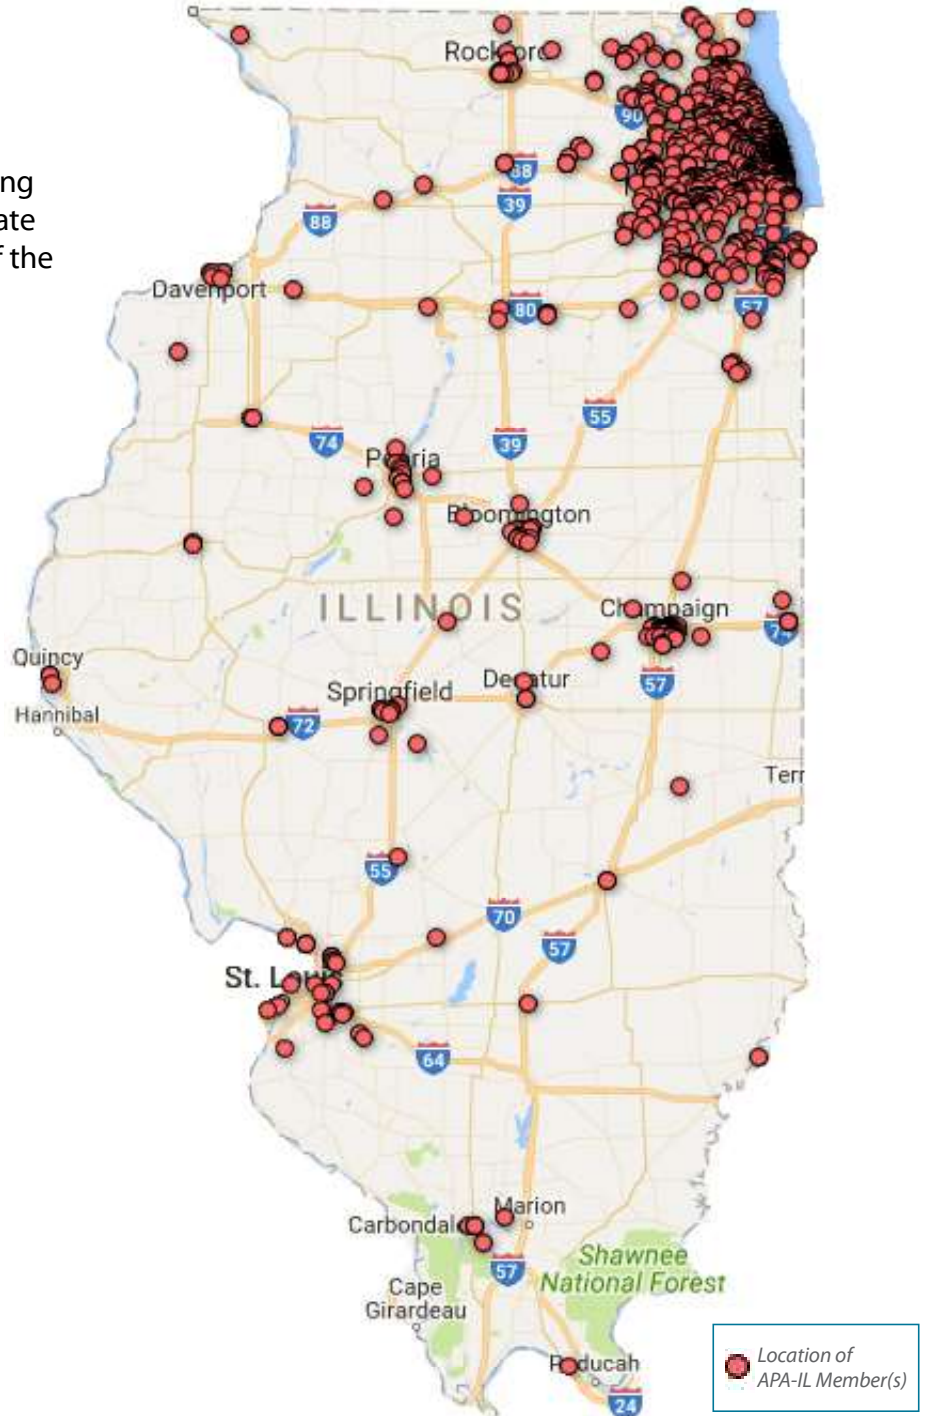 ng
ate
f the
Rockford
90
88
39
88
Davenport
80
57
55
74
39
Peoria
Bloomington
ILLINOIS
Champaign
74
Quincy
Springfield
Decatur
57
Hannibal
72
Terr
55
70
57
St. Louis
64
Marion
Carbondale
57
Shawnee
National Forest
Cape
Girardeau
Paducah
24
Location of
APA-IL Member(s)